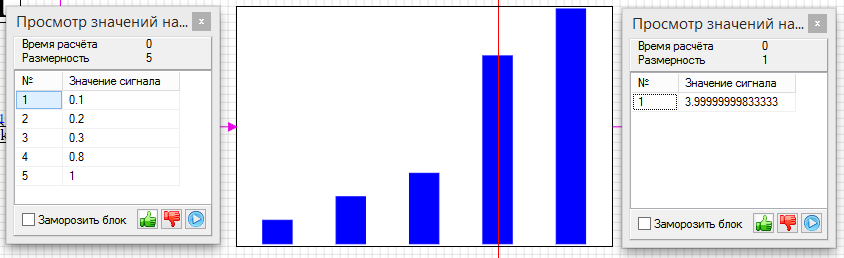 Просмотр значений на... x
Время расчёта 0
Размерность 5
№ Значение сигнала
1 0.1
2 0.2
3 0.3
4 0.8
5 1
Заморозить блок
Просмотр значений на... x
Время расчёта 0
Размерность 1
№ Значение сигнала
1 3.99999999833333
Заморозить блок